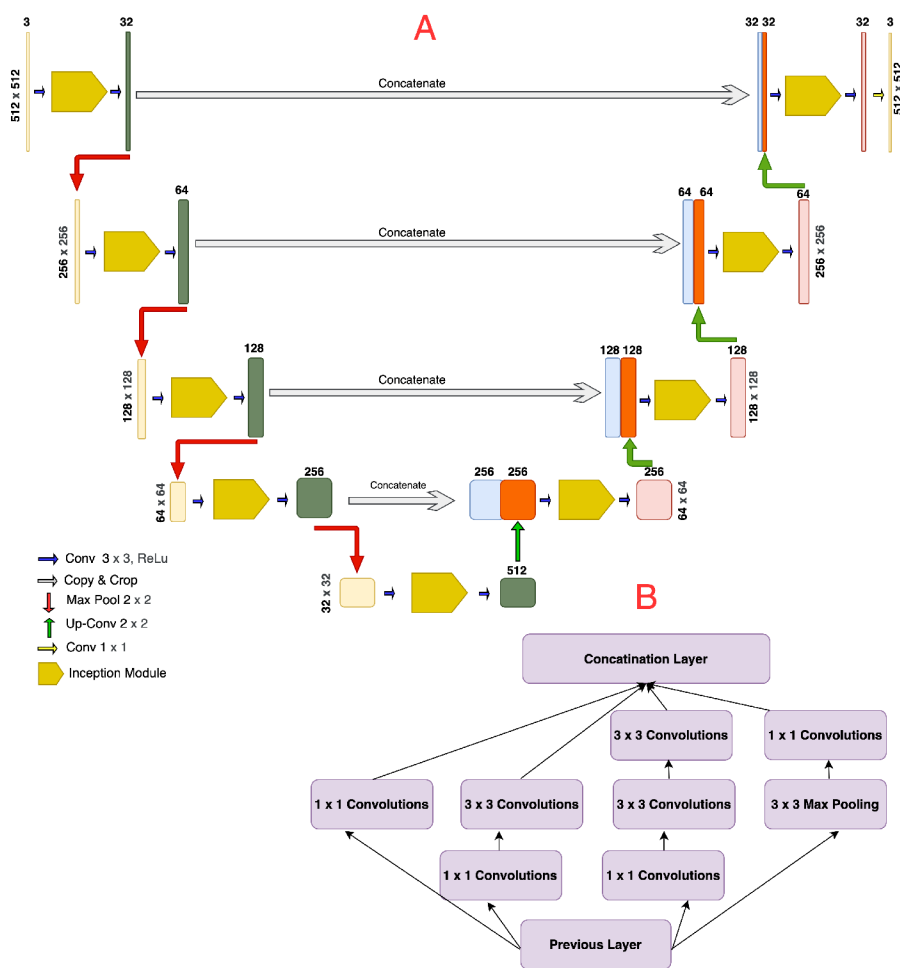 A
3
32
32 32
32
3
512 x 512
Concatenate
512 x 512
64
64
64
64
256 x 256
Concatenate
256 x 256
128
128
128
128
128 x 128
Concatenate
128 x 128
256
256
256
256
64 x 64
Concatenate
64 x 64
512
32 x 32
Conv 3 x 3, ReLu
Copy & Crop
Max Pool 2 x 2
Up-Conv 2 x 2
Conv 1 x 1
Inception Module
B
Concatination Layer
3 x 3 Convolutions
1 x 1 Convolutions
1 x 1 Convolutions
3 x 3 Convolutions
3 x 3 Convolutions
3 x 3 Max Pooling
1 x 1 Convolutions
1 x 1 Convolutions
Previous Layer